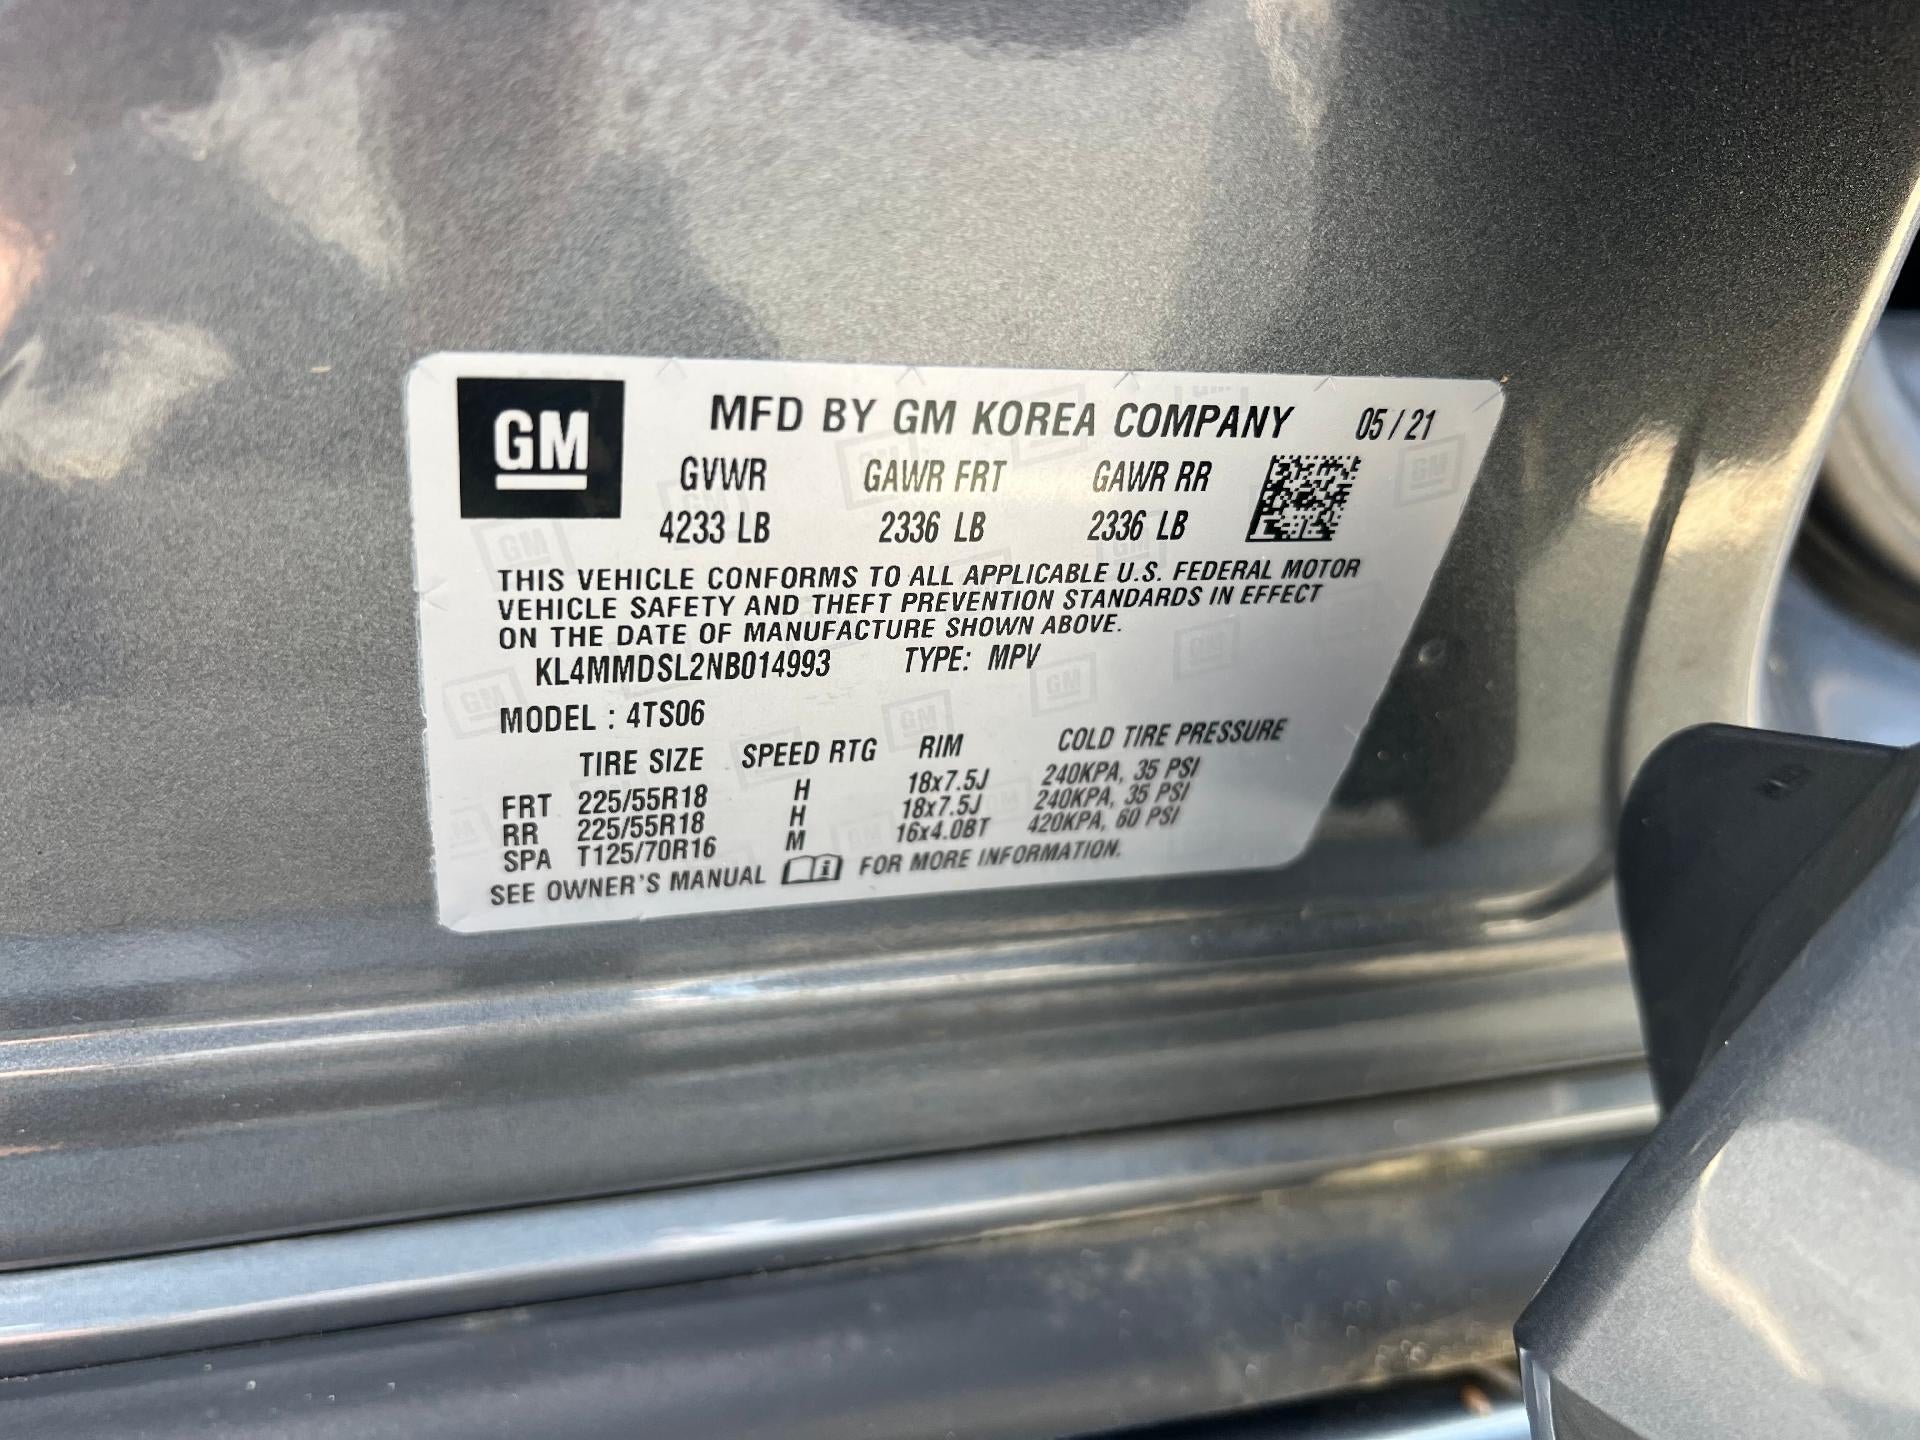 GM
MFD BY GM KOREA COMPANY 05/21
GVWR GAWR FRT GAWR RR
4233 LB 2336 LB 2336 LB
THIS VEHICLE CONFORMS TO ALL APPLICABLE U.S. FEDERAL MOTOR
VEHICLE SAFETY AND THEFT PREVENTION STANDARDS IN EFFECT
ON THE DATE OF MANUFACTURE SHOWN ABOVE.
KL4MMDSL2NB014993 TYPE: MPV
MODEL : 4TS06
TIRE SIZE SPEED RTG RIM COLD TIRE PRESSURE
FRT 225/55R18 H 18x7.5J 240KPA, 35 PSI
RR 225/55R18 H 18x7.5J 240KPA, 35 PSI
SPA T125/70R16 M 16x4.0BT 420KPA, 60 PSI
SEE OWNER'S MANUAL FOR MORE INFORMATION.